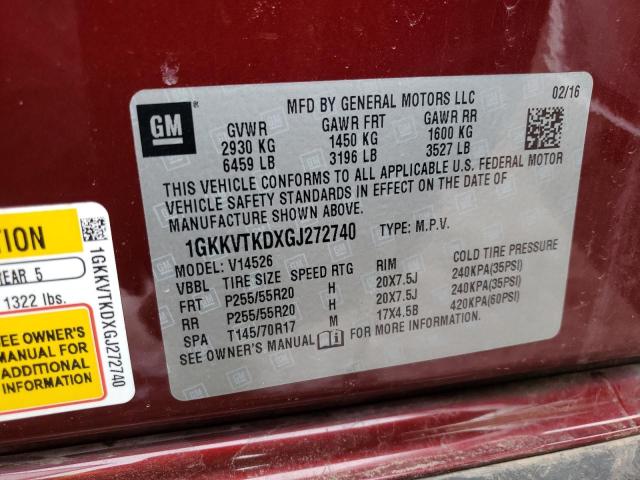 GM
®
MFD BY GENERAL MOTORS LLC
02/16
GVWR GAWR FRT GAWR RR
2930 KG 1450 KG 1600 KG
6459 LB 3196 LB 3527 LB
THIS VEHICLE CONFORMS TO ALL APPLICABLE U.S. FEDERAL MOTOR
VEHICLE SAFETY STANDARDS IN EFFECT ON THE DATE OF
MANUFACTURE SHOWN ABOVE.
1GKKVTKDXGJ272740 TYPE: M.P.V.
MODEL: V14526
VBBL TIRE SIZE SPEED RTG RIM COLD TIRE PRESSURE
FRT P255/55R20 H 20X7.5J 240KPA(35PSI)
RR P255/55R20 H 20X7.5J 240KPA(35PSI)
SPA T145/70R17 M 17X4.5B 420KPA(60PSI)
SEE OWNER'S MANUAL FOR MORE INFORMATION.
TION
EAR 5
1322 lbs.
SEE OWNER'S
MANUAL FOR
ADDITIONAL
INFORMATION
1GKKVTKDXGJ272740